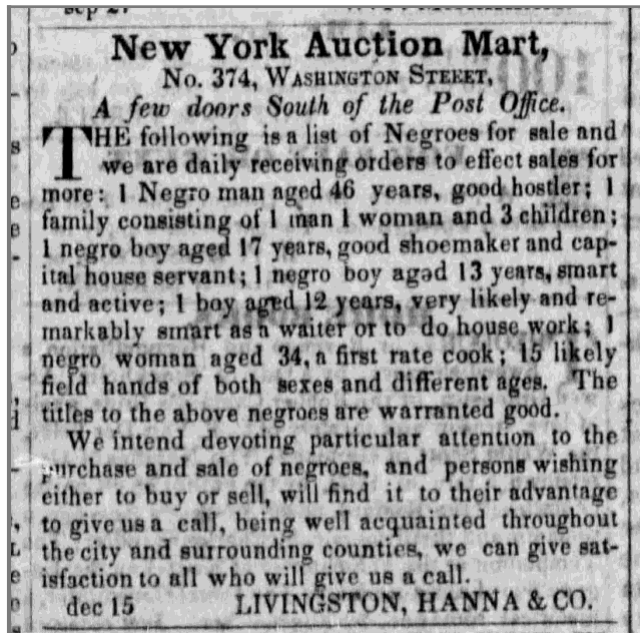 sep 27
New York Auction Mart,
No. 374, Washington Steeet,
A few doors South of the Post Office.
THE following is a list of Negroes for sale and
we are daily receiving orders to effect sales for
more: 1 Negro man aged 46 years, good hostler; 1
family consisting of 1 man 1 woman and 3 children;
1 negro boy aged 17 years, good shoemaker and cap-
ital house servant; 1 negro boy aged 13 years, smart
and active; 1 boy aged 12 years, very likely and re-
markably smart as a waiter or to do house work; 1
negro woman aged 34, a first rate cook; 15 likely
field hands of both sexes and different ages. The
titles to the above negroes are warranted good.
We intend devoting particular attention to the
purchase and sale of negroes, and persons wishing
either to buy or sell, will find it to their advantage
to give us a call, being well acquainted throughout
the city and surrounding counties, we can give sat-
isfaction to all who will give us a call.
dec 15 LIVINGSTON, HANNA & CO.